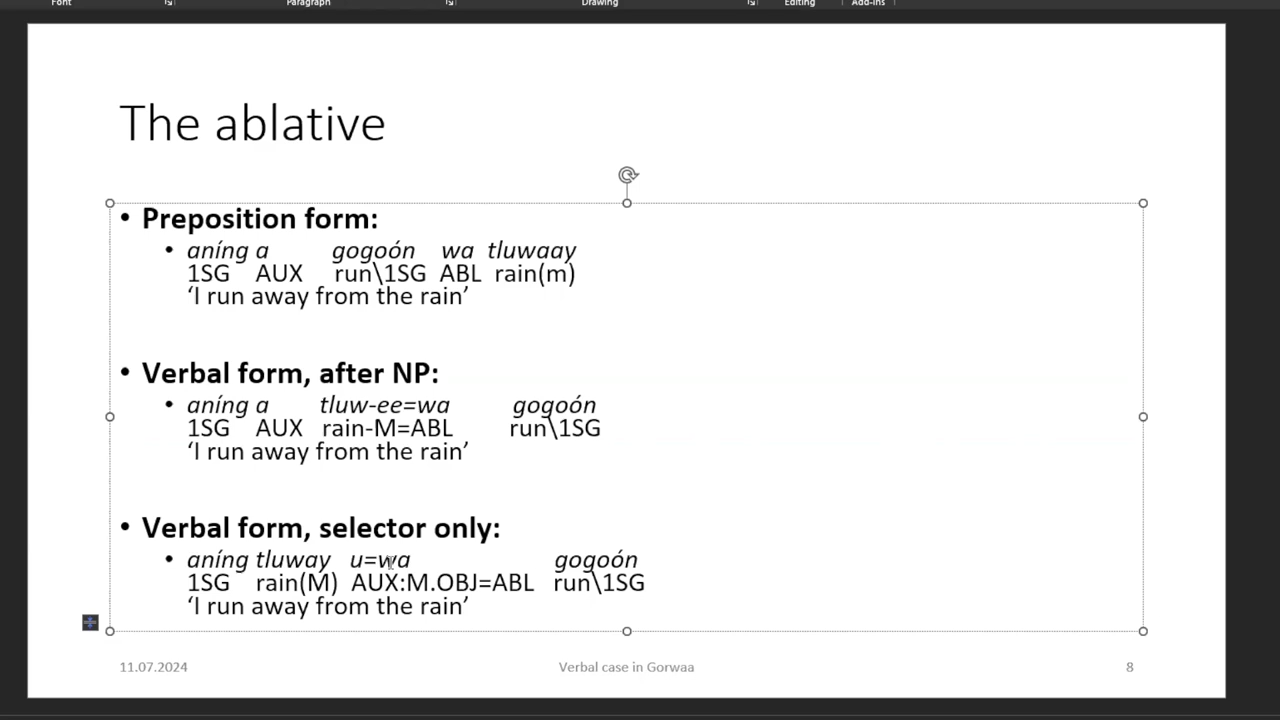 Font Paragraph Drawing Editing Add-ins
The ablative
• Preposition form:
• aníng a gogoón wa tluwaay
1SG AUX run\1SG ABL rain(m)
‘I run away from the rain’
• Verbal form, after NP:
• aníng a tluw-ee=wa gogoón
1SG AUX rain-M=ABL run\1SG
‘I run away from the rain’
• Verbal form, selector only:
• aníng tluway u=wa gogoón
1SG rain(M) AUX:M.OBJ=ABL run\1SG
‘I run away from the rain’
11.07.2024 Verbal case in Gorwaa 8